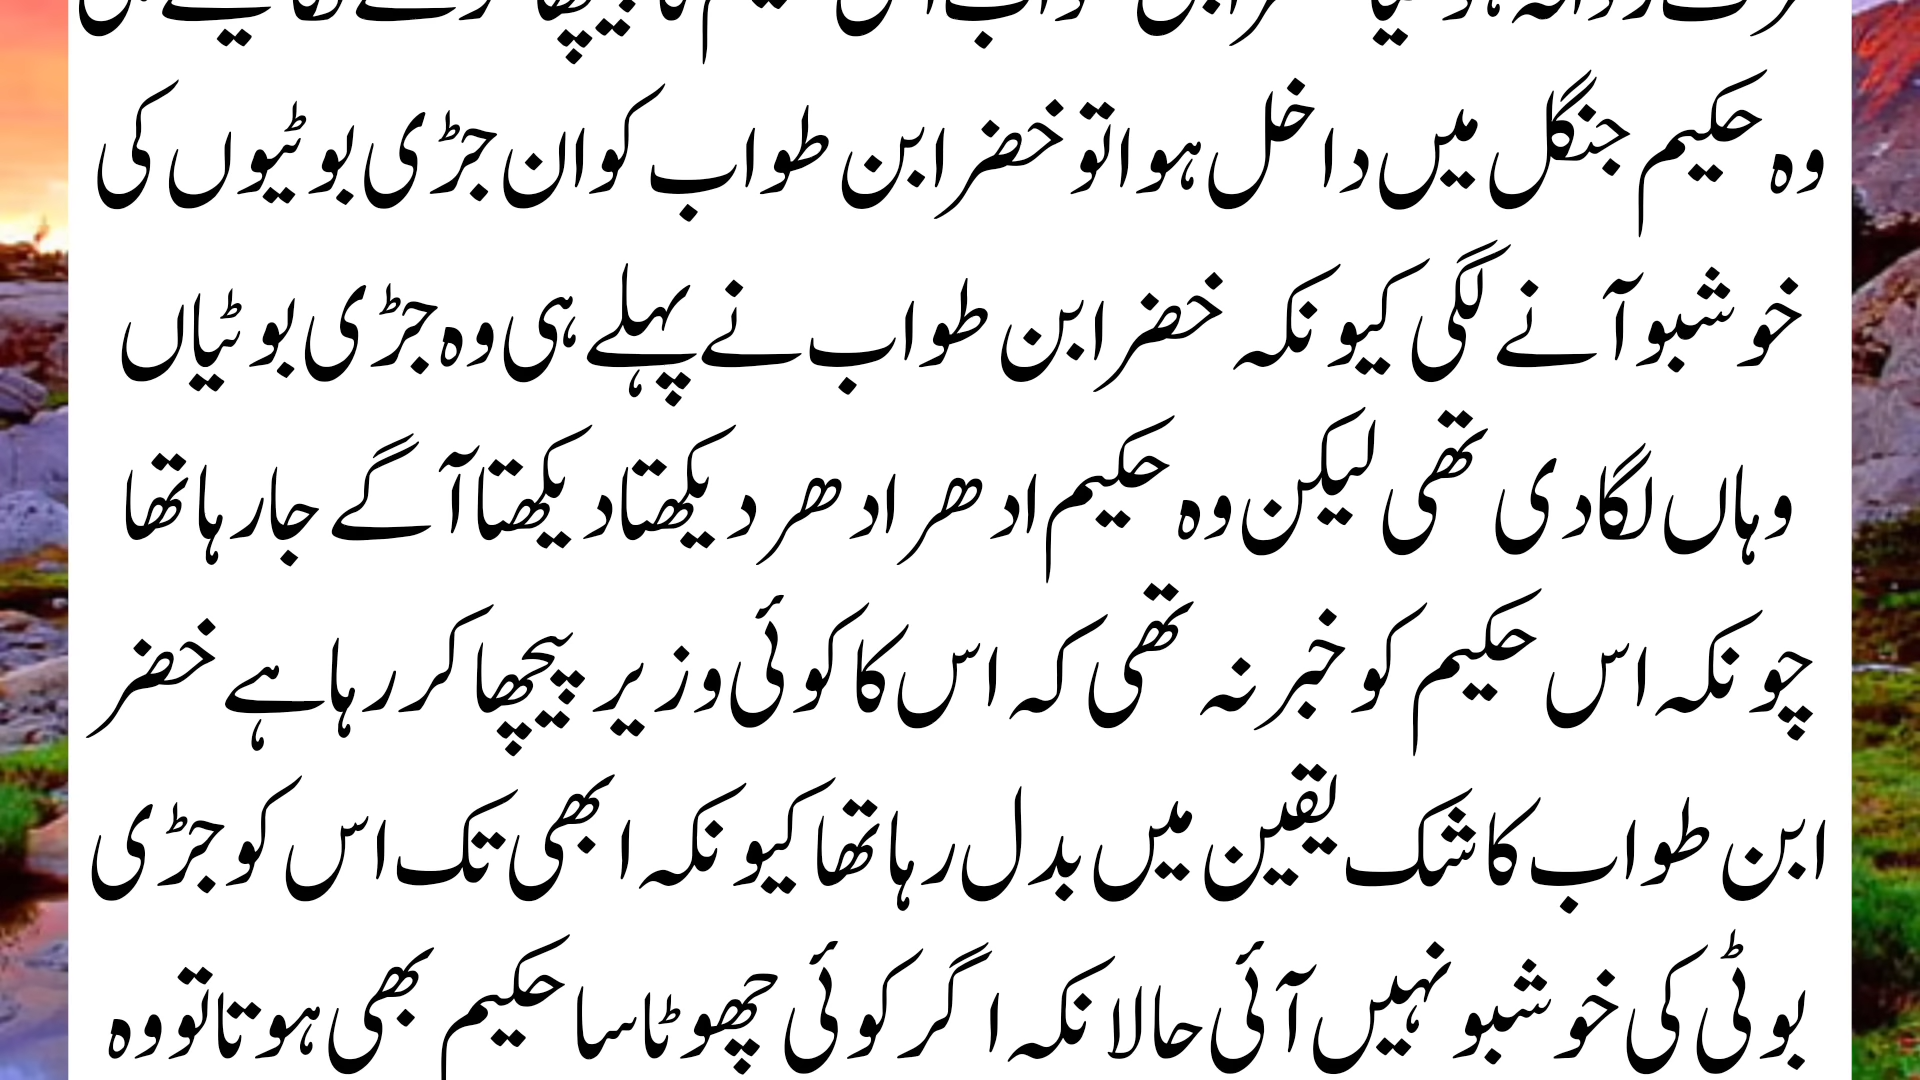 وہ حکیم جنگل میں داخل ہوا تو خضر ابن طواب کو ان جڑی بوٹیوں کی
خوشبو آنے لگی کیونکہ خضر ابن طواب نے پہلے ہی وہ جڑی بوٹیاں
وہاں لگا دی تھی لیکن وہ حکیم ادھر ادھر دیکھتا دیکھتا آگے جا رہا تھا
چونکہ اس حکیم کو خبر نہ تھی کہ اس کا کوئی وزیر پیچھا کر رہا ہے خضر
ابن طواب کا شک یقین میں بدل رہا تھا کیونکہ ابھی تک اس کو جڑی
بوٹی کی خوشبو نہیں آئی حالانکہ اگر کوئی چھوٹا سا حکیم بھی ہوتا تو وہ